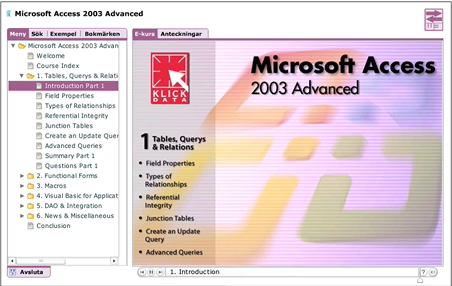 Microsoft Access 2003 Advanced
Meny Sök Exempel Bokmärken
E-kurs Anteckningar
Microsoft Access 2003 Advan
Welcome
Course Index
1. Tables, Querys & Relati
Introduction Part 1
Field Properties
Types of Relationships
Referential Integrity
Junction Tables
Create an Update Quer
Advanced Queries
Summary Part 1
Questions Part 1
2. Functional Forms
3. Macros
4. Visual Basic for Applicat
5. DAO & Integration
6. News & Miscellaneous
Conclusion
KLICK
DATA
Microsoft Access
2003 Advanced
1 Tables, Querys
& Relations
• Field Properties
• Types of
Relationships
• Referential
Integrity
• Junction Tables
• Create an Update
Query
• Advanced Queries
Avsluta
1. Introduction
?